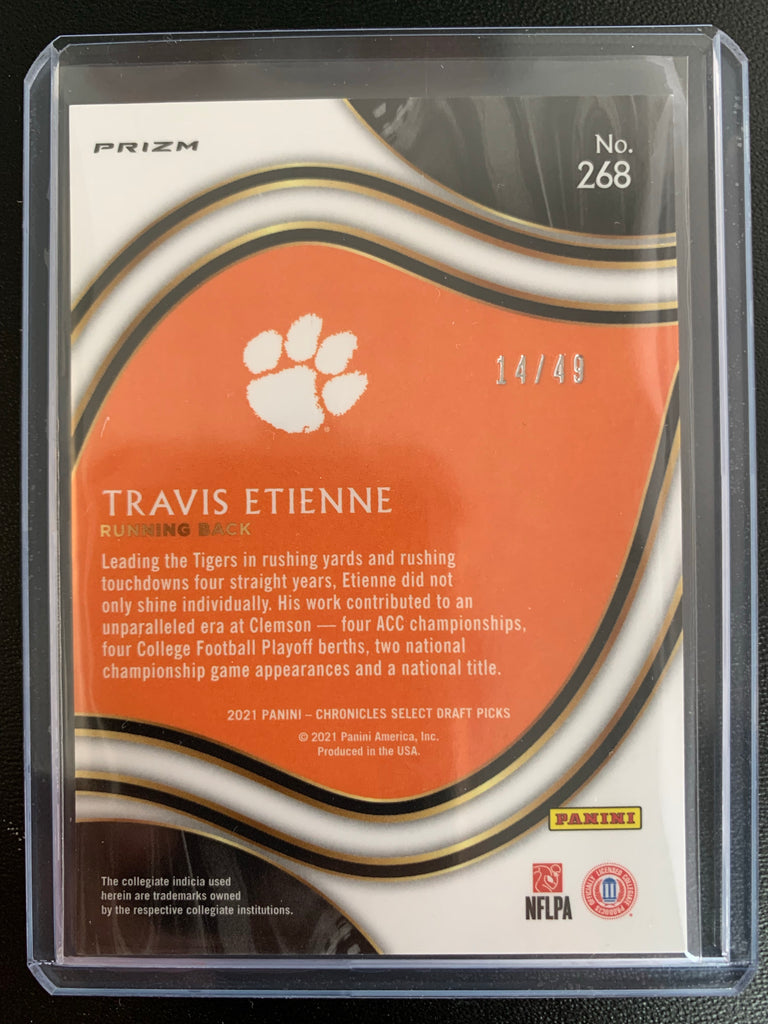 PRIZM
No.
268
14/49
TRAVIS ETIENNE
RUNNING BACK
Leading the Tigers in rushing yards and rushing
touchdowns four straight years, Etienne did not
only shine individually. His work contributed to an
unparalleled era at Clemson — four ACC championships,
four College Football Playoff berths, two national
championship game appearances and a national title.
2021 PANINI – CHRONICLES SELECT DRAFT PICKS
© 2021 Panini America, Inc.
Produced in the USA.
PANINI
The collegiate indicia used
herein are trademarks owned
by the respective collegiate institutions.
NFLPA
OFFICIALLY LICENSED COLLEGIATE PRODUCTS